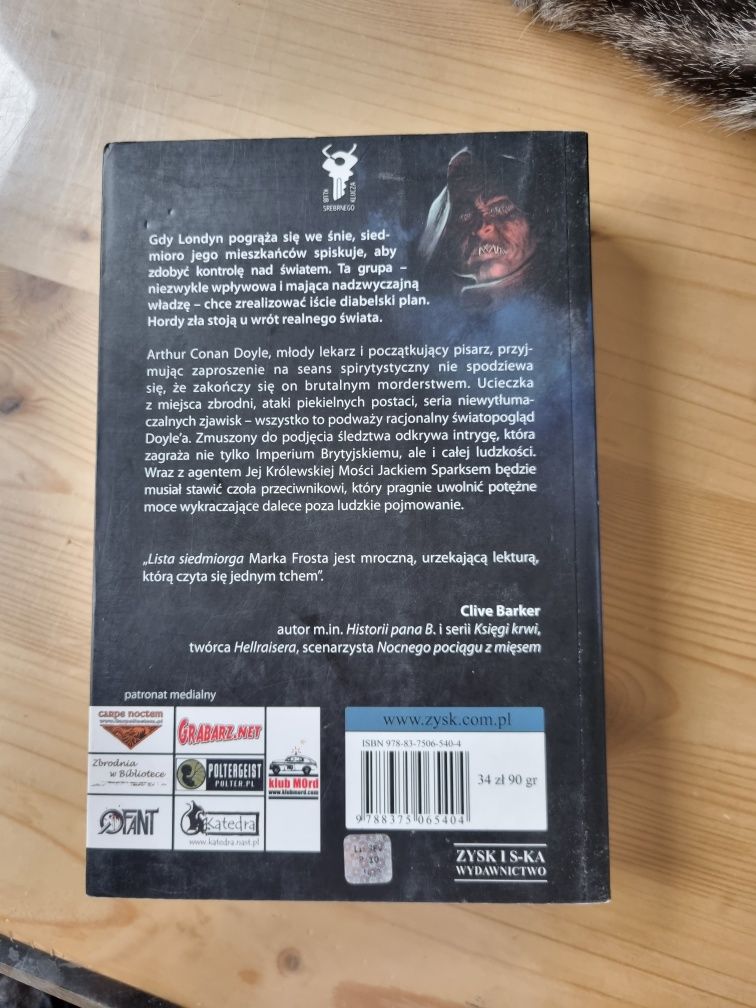 KLUB
SREBRNEGO
KLUCZA
Gdy Londyn pogrąża się we śnie, sied-
mioro jego mieszkańców spiskuje, aby
zdobyć kontrolę nad światem. Ta grupa –
niezwykle wpływowa i mająca nadzwyczajną
władzę – chce zrealizować iście diabelski plan.
Hordy zła stoją u wrót realnego świata.
Arthur Conan Doyle, młody lekarz i początkujący pisarz, przyj-
mując zaproszenie na seans spirytystyczny nie spodziewa
się, że zakończy się on brutalnym morderstwem. Ucieczka
z miejsca zbrodni, ataki piekielnych postaci, seria niewytłuma-
czalnych zjawisk – wszystko to podważy racjonalny światopogląd
Doyle'a. Zmuszony do podjęcia śledztwa odkrywa intrygę, która
zagraża nie tylko Imperium Brytyjskiemu, ale i całej ludzkości.
Wraz z agentem Jej Królewskiej Mości Jackiem Sparksem będzie
musiał stawić czoła przeciwnikowi, który pragnie uwolnić potężne
moce wykraczające dalece poza ludzkie pojmowanie.
„Lista siedmiorga Marka Frosta jest mroczną, urzekającą lekturą,
którą czyta się jednym tchem”.
Clive Barker
autor m.in. Historii pana B. i serii Księgi krwi,
twórca Hellraisera, scenarzysta Nocnego pociągu z mięsem
patronat medialny
CARPE NOCTEM
GRABARZ.NET
Zbrodnia
w Bibliotece
POLTERGEIST
POLTER.PL
klub MOrd
www.klubmord.com
QFANT
Katedra
www.katedra.nast.pl
www.zysk.com.pl
ISBN 978-83-7506-540-4
34 zł 90 gr
9 788375 065404
ZYSK I S-KA
WYDAWNICTWO